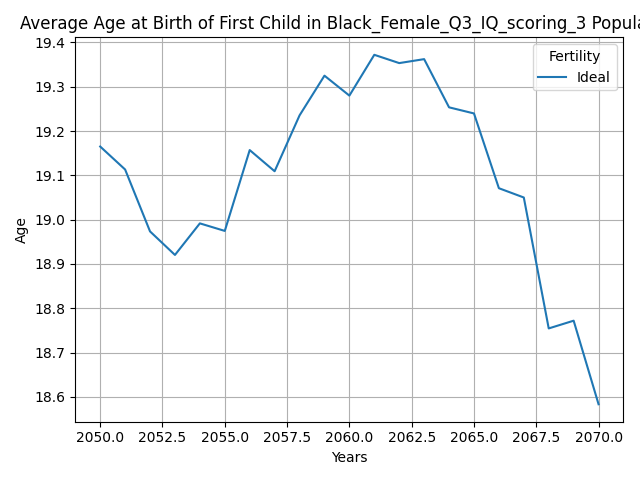 Average Age at Birth of First Child in Black_Female_Q3_IQ_scoring_3
19.4
19.3
19.2
19.1
19.0
18.9
18.8
18.7
18.6
Age
Fertility
Ideal
2050.0 2052.5 2055.0 2057.5 2060.0 2062.5 2065.0 2067.5 2070.0
Years